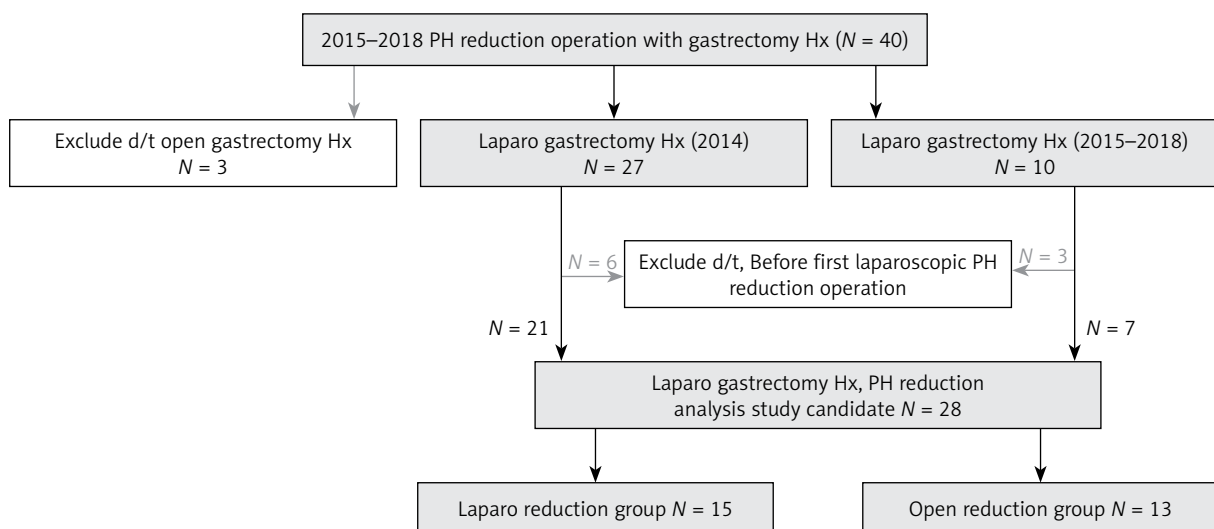 2015–2018 PH reduction operation with gastrectomy Hx (N = 40)
Exclude d/t open gastrectomy Hx
N = 3
Laparo gastrectomy Hx (2014)
N = 27
Laparo gastrectomy Hx (2015–2018)
N = 10
N = 6
Exclude d/t, Before first laparoscopic PH
reduction operation
N = 3
N = 21
N = 7
Laparo gastrectomy Hx, PH reduction
analysis study candidate N = 28
Laparo reduction group N = 15
Open reduction group N = 13